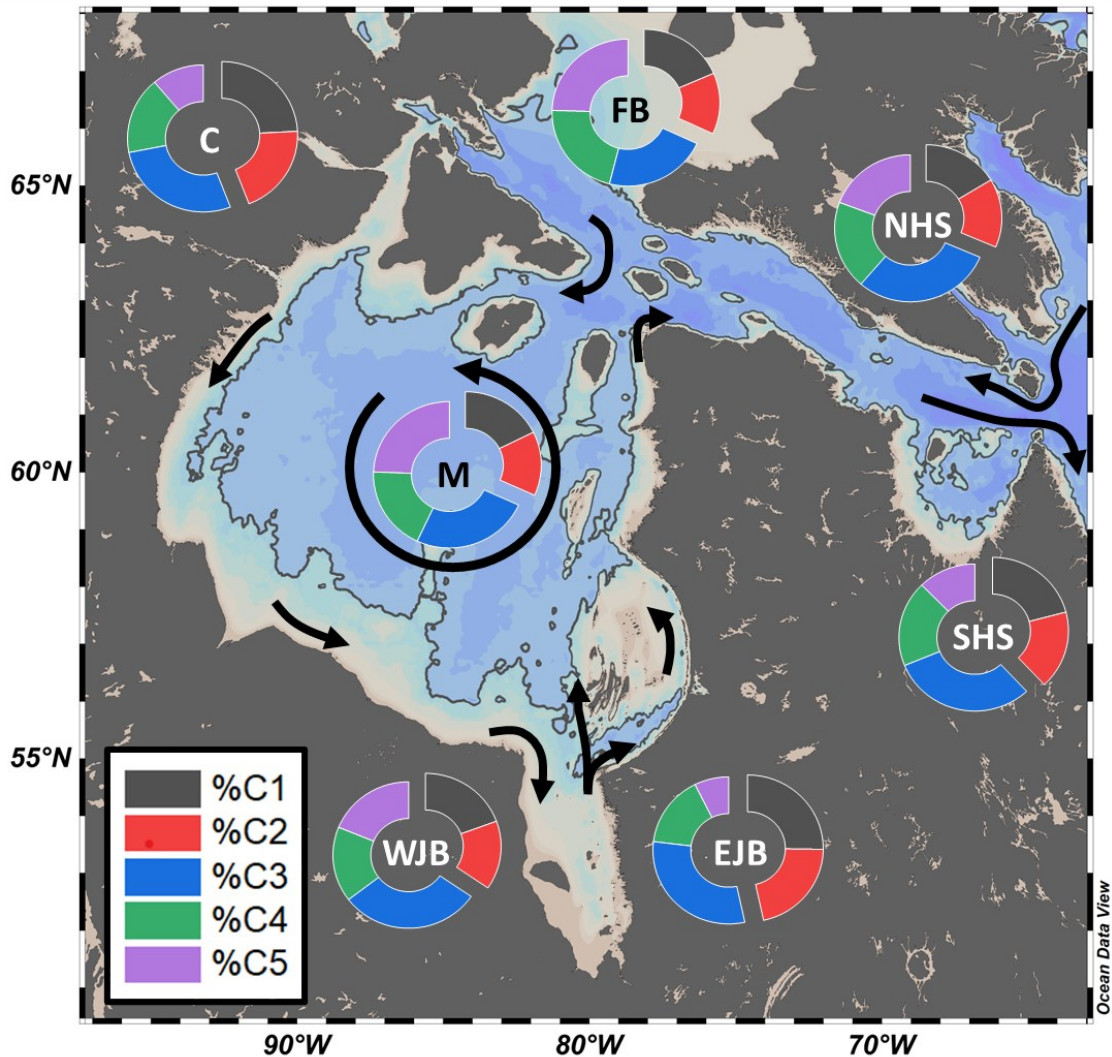 C
FB
NHS
65°N
M
60°N
SHS
55°N
%C1
%C2
%C3
%C4
%C5
WJB
EJB
Ocean Data View
90°W
80°W
70°W